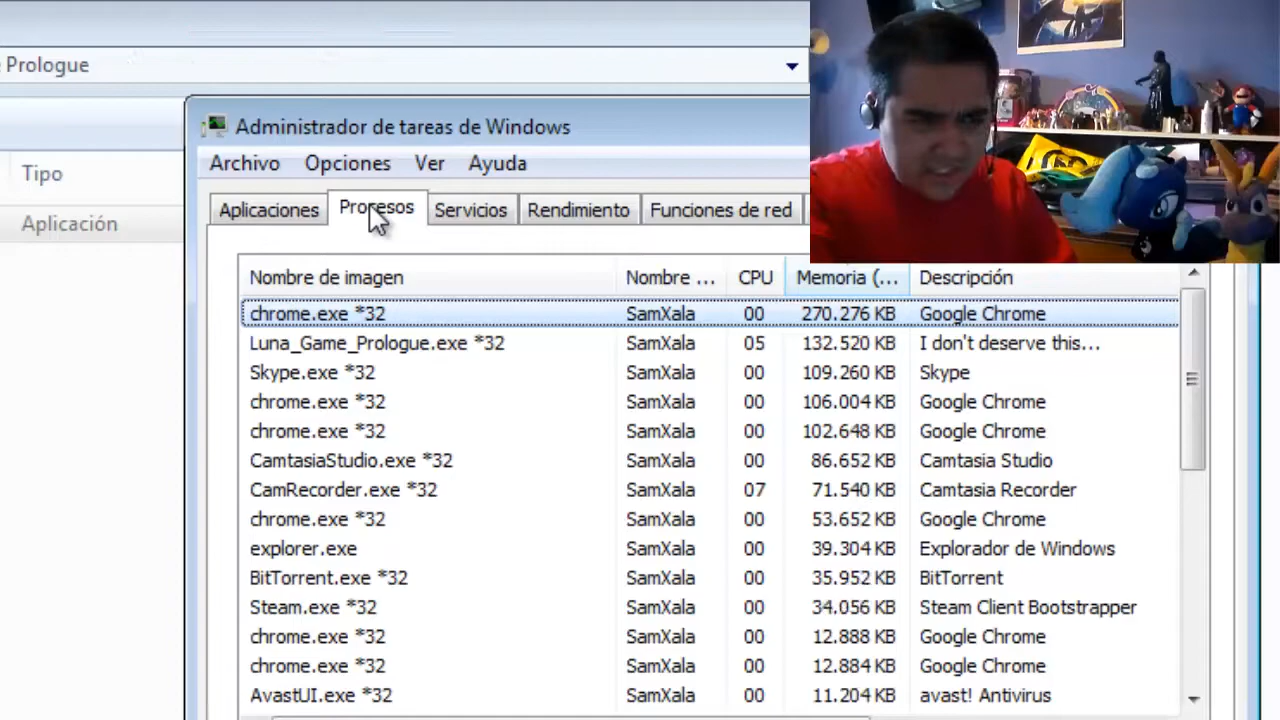 Prologue
Administrador de tareas de Windows
Archivo Opciones Ver Ayuda
Tipo
Aplicación
Aplicaciones Procesos Servicios Rendimiento Funciones de red
Nombre de imagen Nombre ... CPU Memoria (... Descripción
chrome.exe *32 SamXala 00 270.276 KB Google Chrome
Luna_Game_Prologue.exe *32 SamXala 05 132.520 KB I don't deserve this...
Skype.exe *32 SamXala 00 109.260 KB Skype
chrome.exe *32 SamXala 00 106.004 KB Google Chrome
chrome.exe *32 SamXala 00 102.648 KB Google Chrome
CamtasiaStudio.exe *32 SamXala 00 86.652 KB Camtasia Studio
CamRecorder.exe *32 SamXala 07 71.540 KB Camtasia Recorder
chrome.exe *32 SamXala 00 53.652 KB Google Chrome
explorer.exe SamXala 00 39.304 KB Explorador de Windows
BitTorrent.exe *32 SamXala 00 35.952 KB BitTorrent
Steam.exe *32 SamXala 00 34.056 KB Steam Client Bootstrapper
chrome.exe *32 SamXala 00 12.888 KB Google Chrome
chrome.exe *32 SamXala 00 12.884 KB Google Chrome
AvastUI.exe *32 SamXala 00 11.204 KB avast! Antivirus